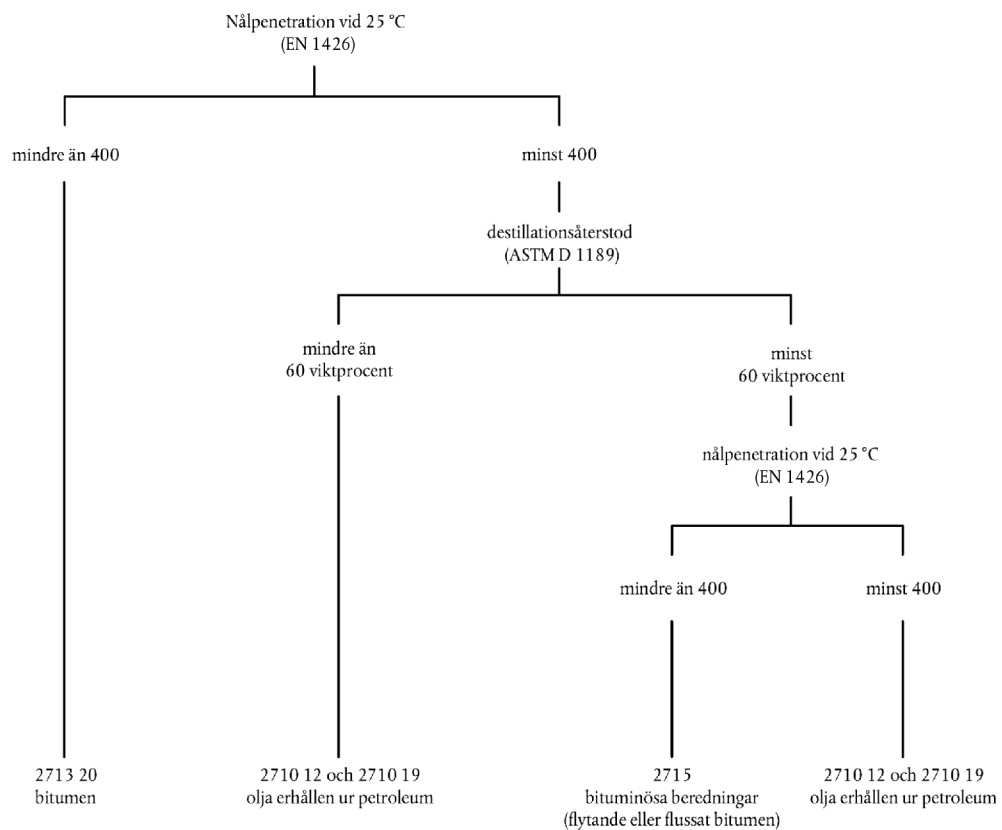 Nålpenetration vid 25 °C
(EN 1426)
mindre än 400
minst 400
destillationsåterstod
(ASTM D 1189)
mindre än
60 viktprocent
minst
60 viktprocent
nålpenetration vid 25 °C
(EN 1426)
mindre än 400
minst 400
2713 20
bitumen
2710 12 och 2710 19
olja erhållen ur petroleum
2715
bituminösa beredningar
(flytande eller flussat bitumen)
2710 12 och 2710 19
olja erhållen ur petroleum